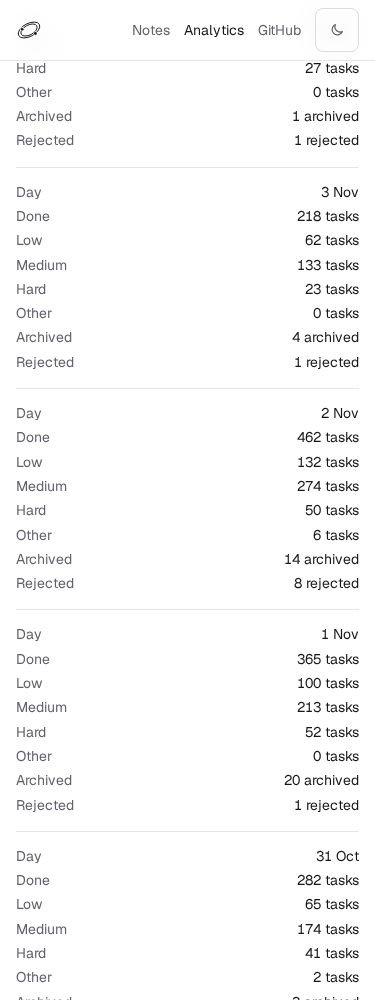 Notes Analytics GitHub
Hard 27 tasks
Other 0 tasks
Archived 1 archived
Rejected 1 rejected
Day 3 Nov
Done 218 tasks
Low 62 tasks
Medium 133 tasks
Hard 23 tasks
Other 0 tasks
Archived 4 archived
Rejected 1 rejected
Day 2 Nov
Done 462 tasks
Low 132 tasks
Medium 274 tasks
Hard 50 tasks
Other 6 tasks
Archived 14 archived
Rejected 8 rejected
Day 1 Nov
Done 365 tasks
Low 100 tasks
Medium 213 tasks
Hard 52 tasks
Other 0 tasks
Archived 20 archived
Rejected 1 rejected
Day 31 Oct
Done 282 tasks
Low 65 tasks
Medium 174 tasks
Hard 41 tasks
Other 2 tasks
Archived archived